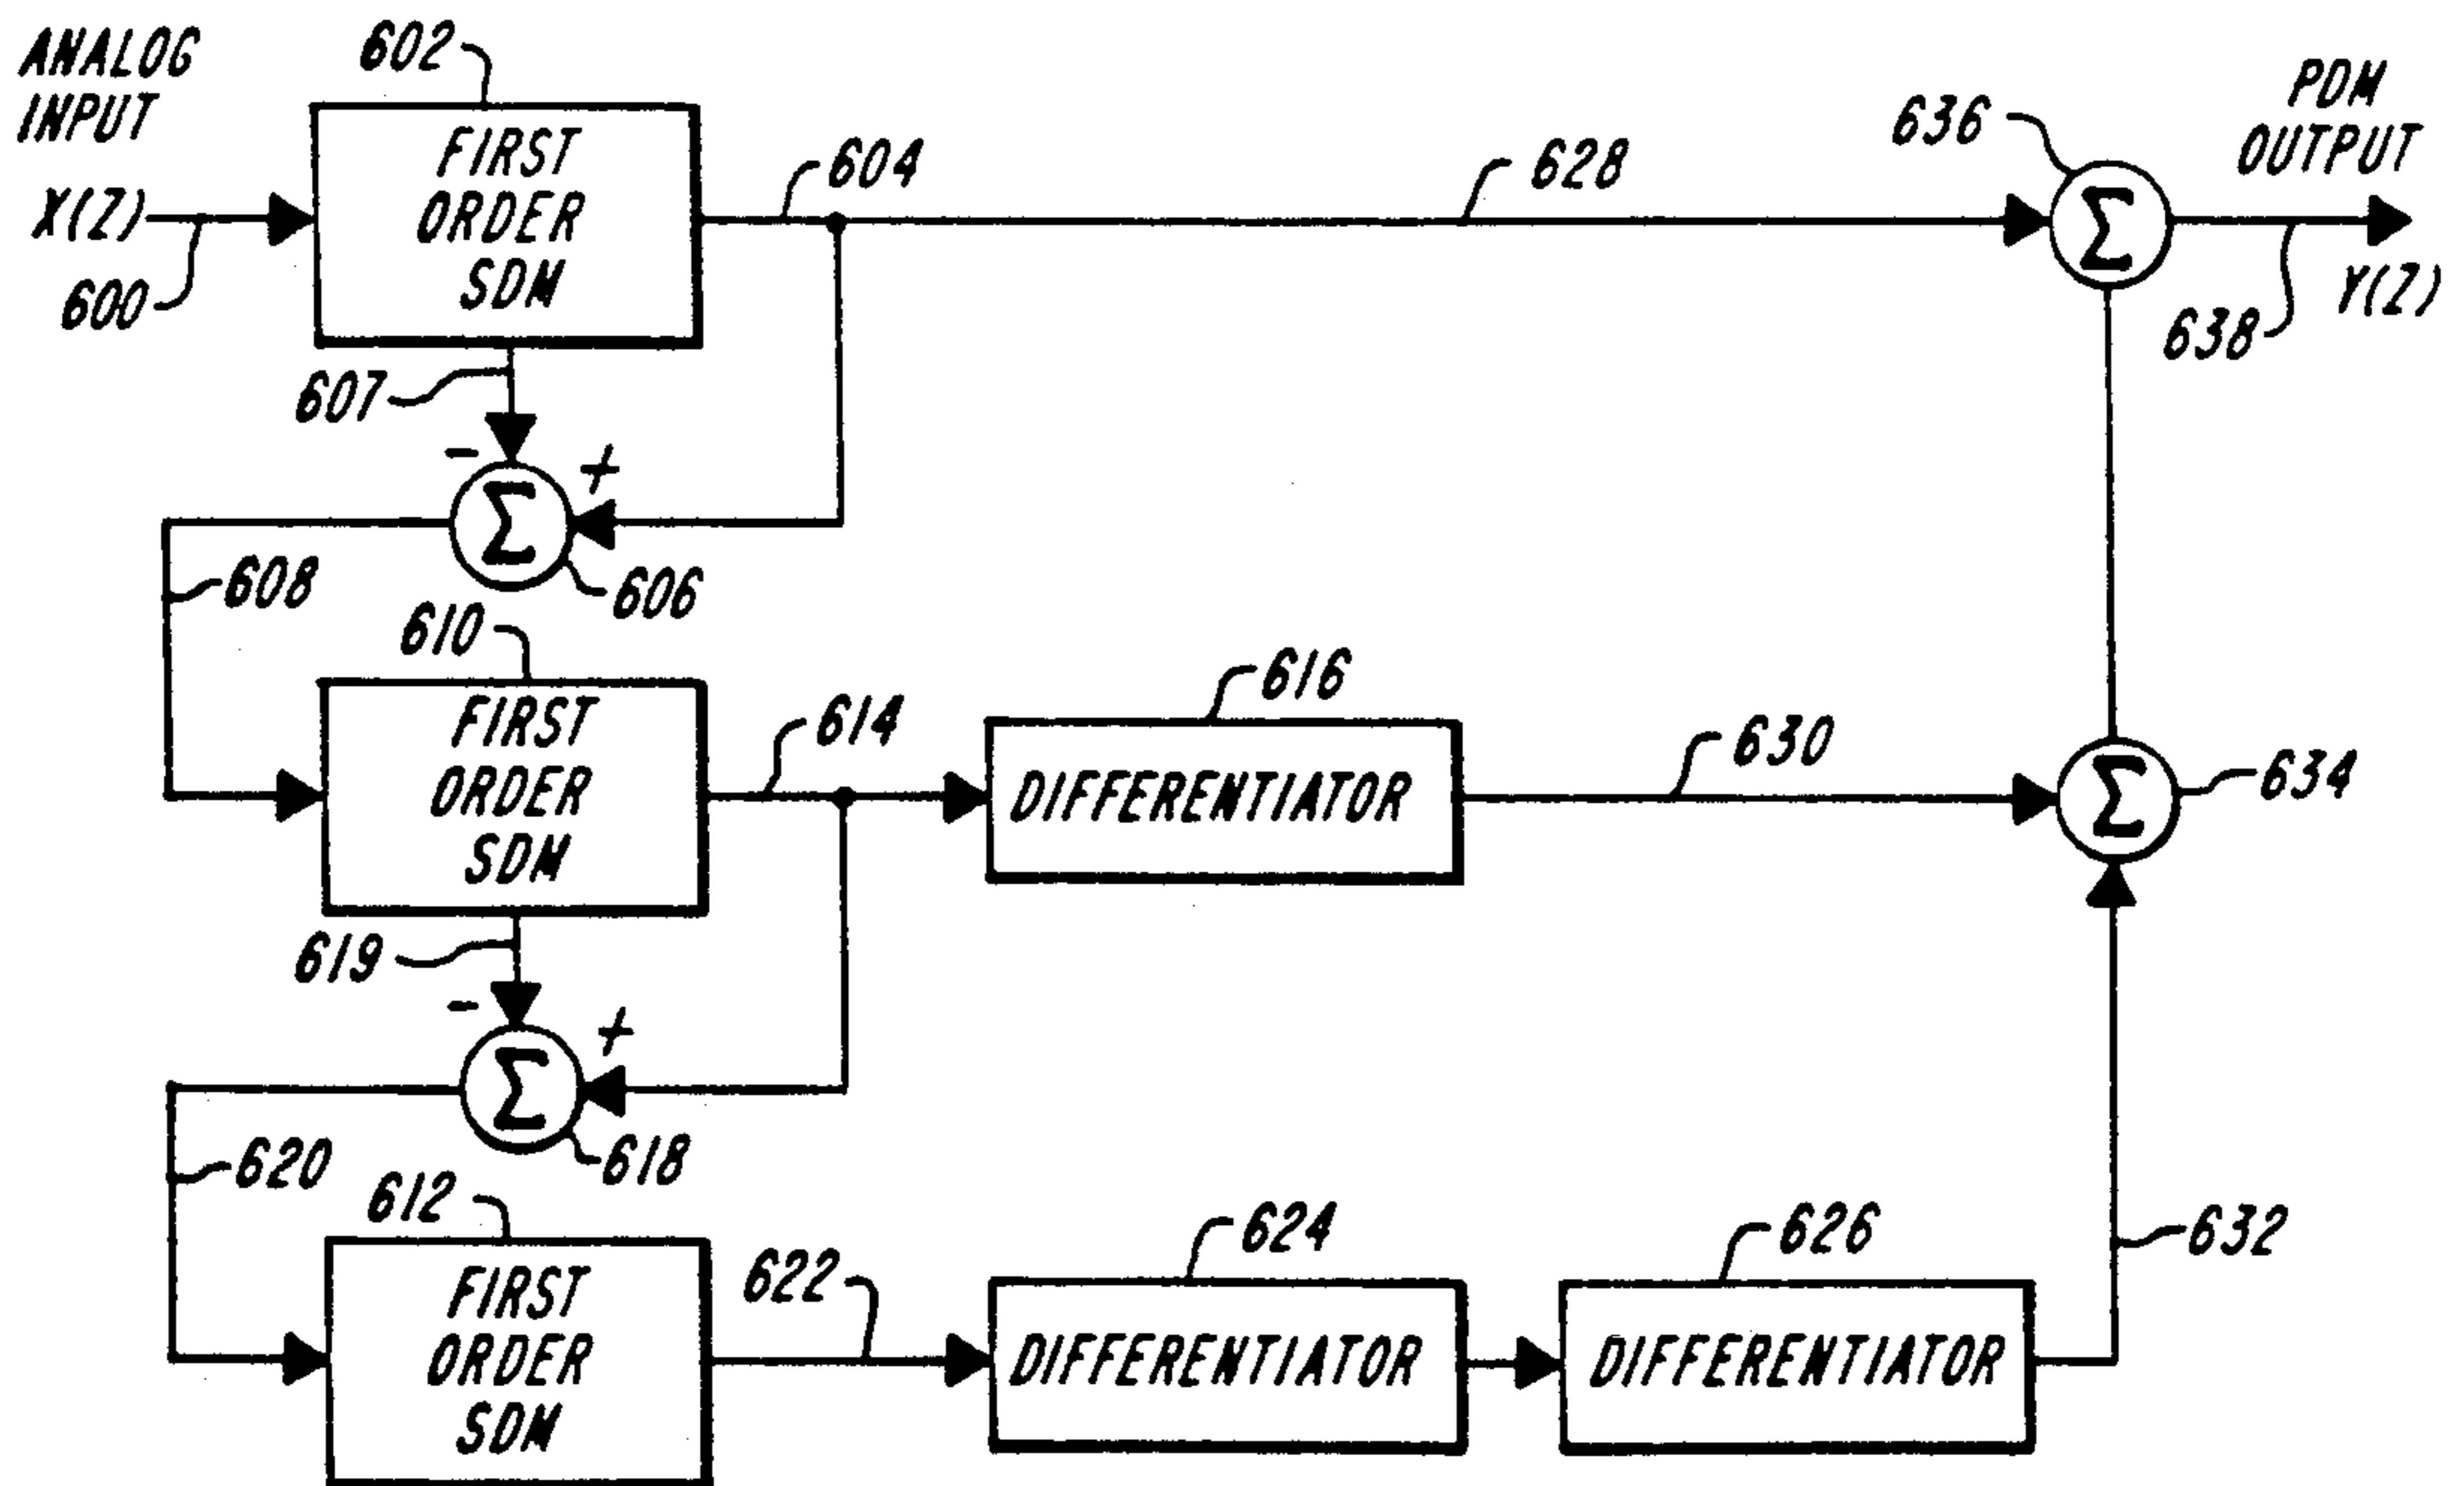 ANALOG
INPUT
X(Z)
600
602
FIRST
ORDER
SDM
604
628
636
PDM
OUTPUT
Y(Z)
638
607
-
+
Σ
606
608
610
FIRST
ORDER
SDM
614
616
DIFFERENTIATOR
630
Σ
634
619
-
+
Σ
618
620
612
FIRST
ORDER
SDM
622
624
DIFFERENTIATOR
626
DIFFERENTIATOR
632
Σ